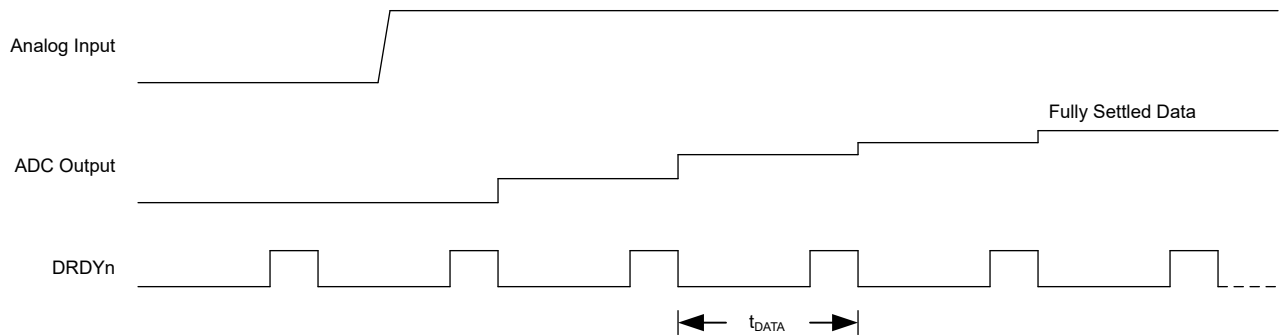 Analog Input
Fully Settled Data
ADC Output
DRDYn
tDATA